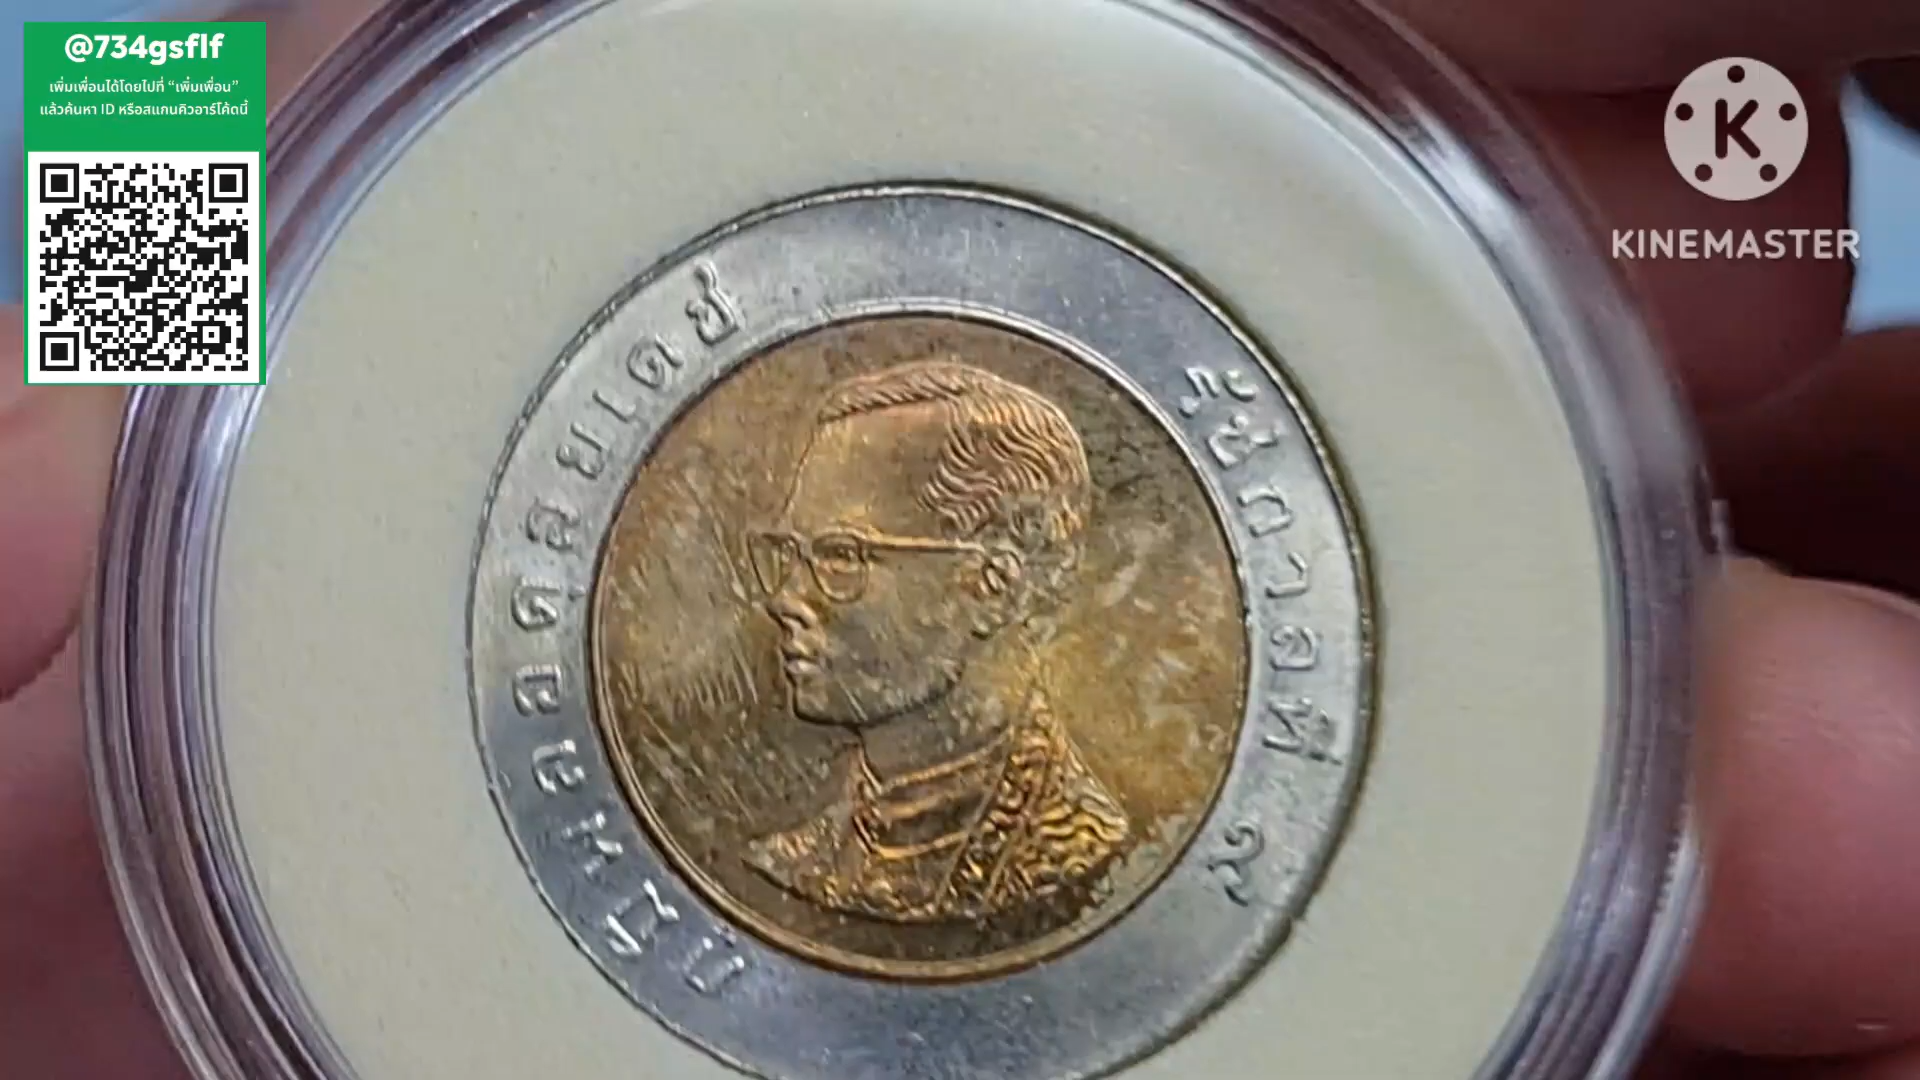 @734gsflf
เพิ่มเพื่อนได้โดยไปที่ “เพิ่มเพื่อน”
แล้วค้นหา ID หรือสแกนคิวอาร์โค้ดนี้
K
KINEMASTER
ภูมิพลอดุลยเดช
รัชกาลที่ ๙